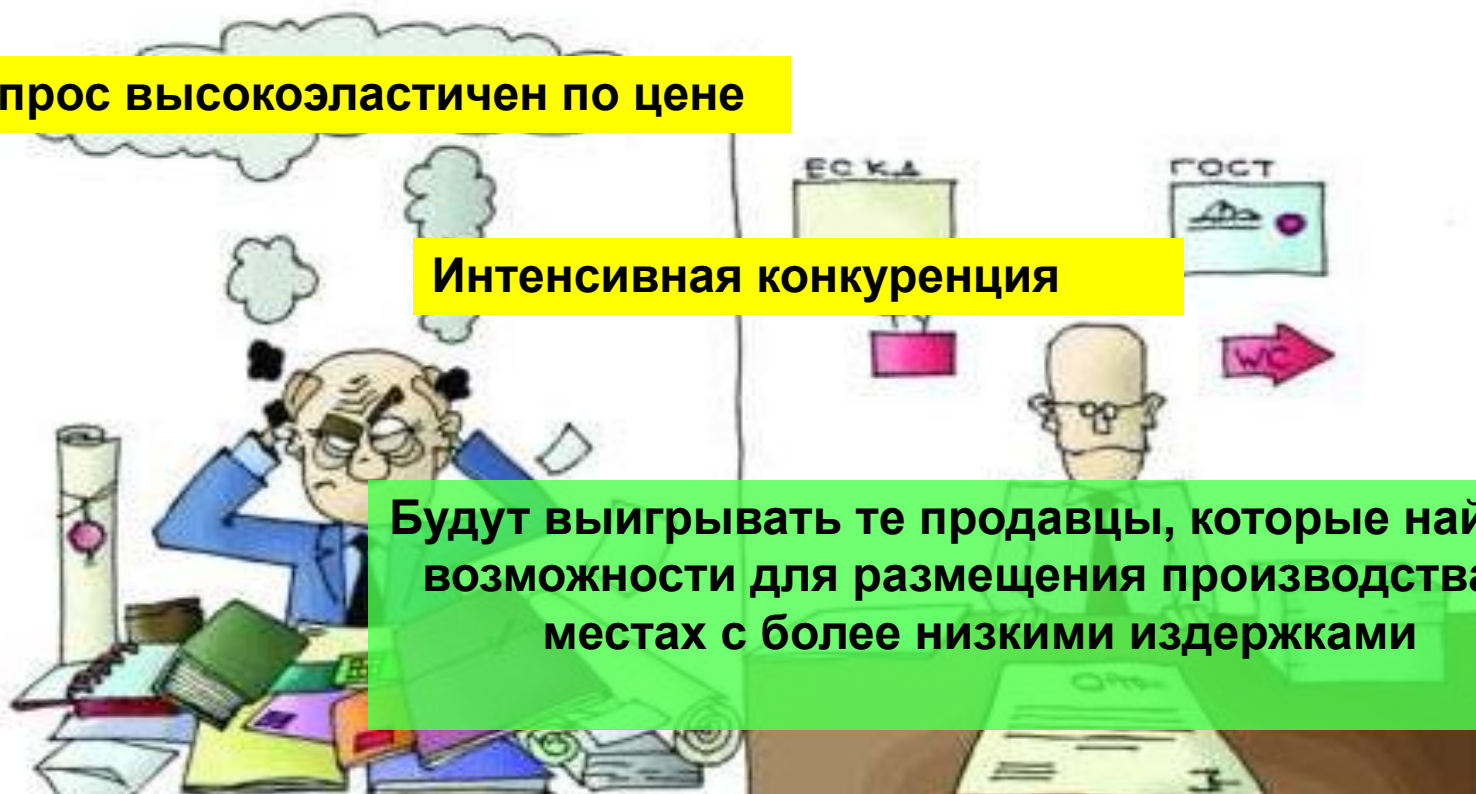 прос высокоэластичен по цене
ЕСКД
ГОСТ
Интенсивная конкуренция
WC
Будут выигрывать те продавцы, которые най
возможности для размещения производства
местах с более низкими издержками